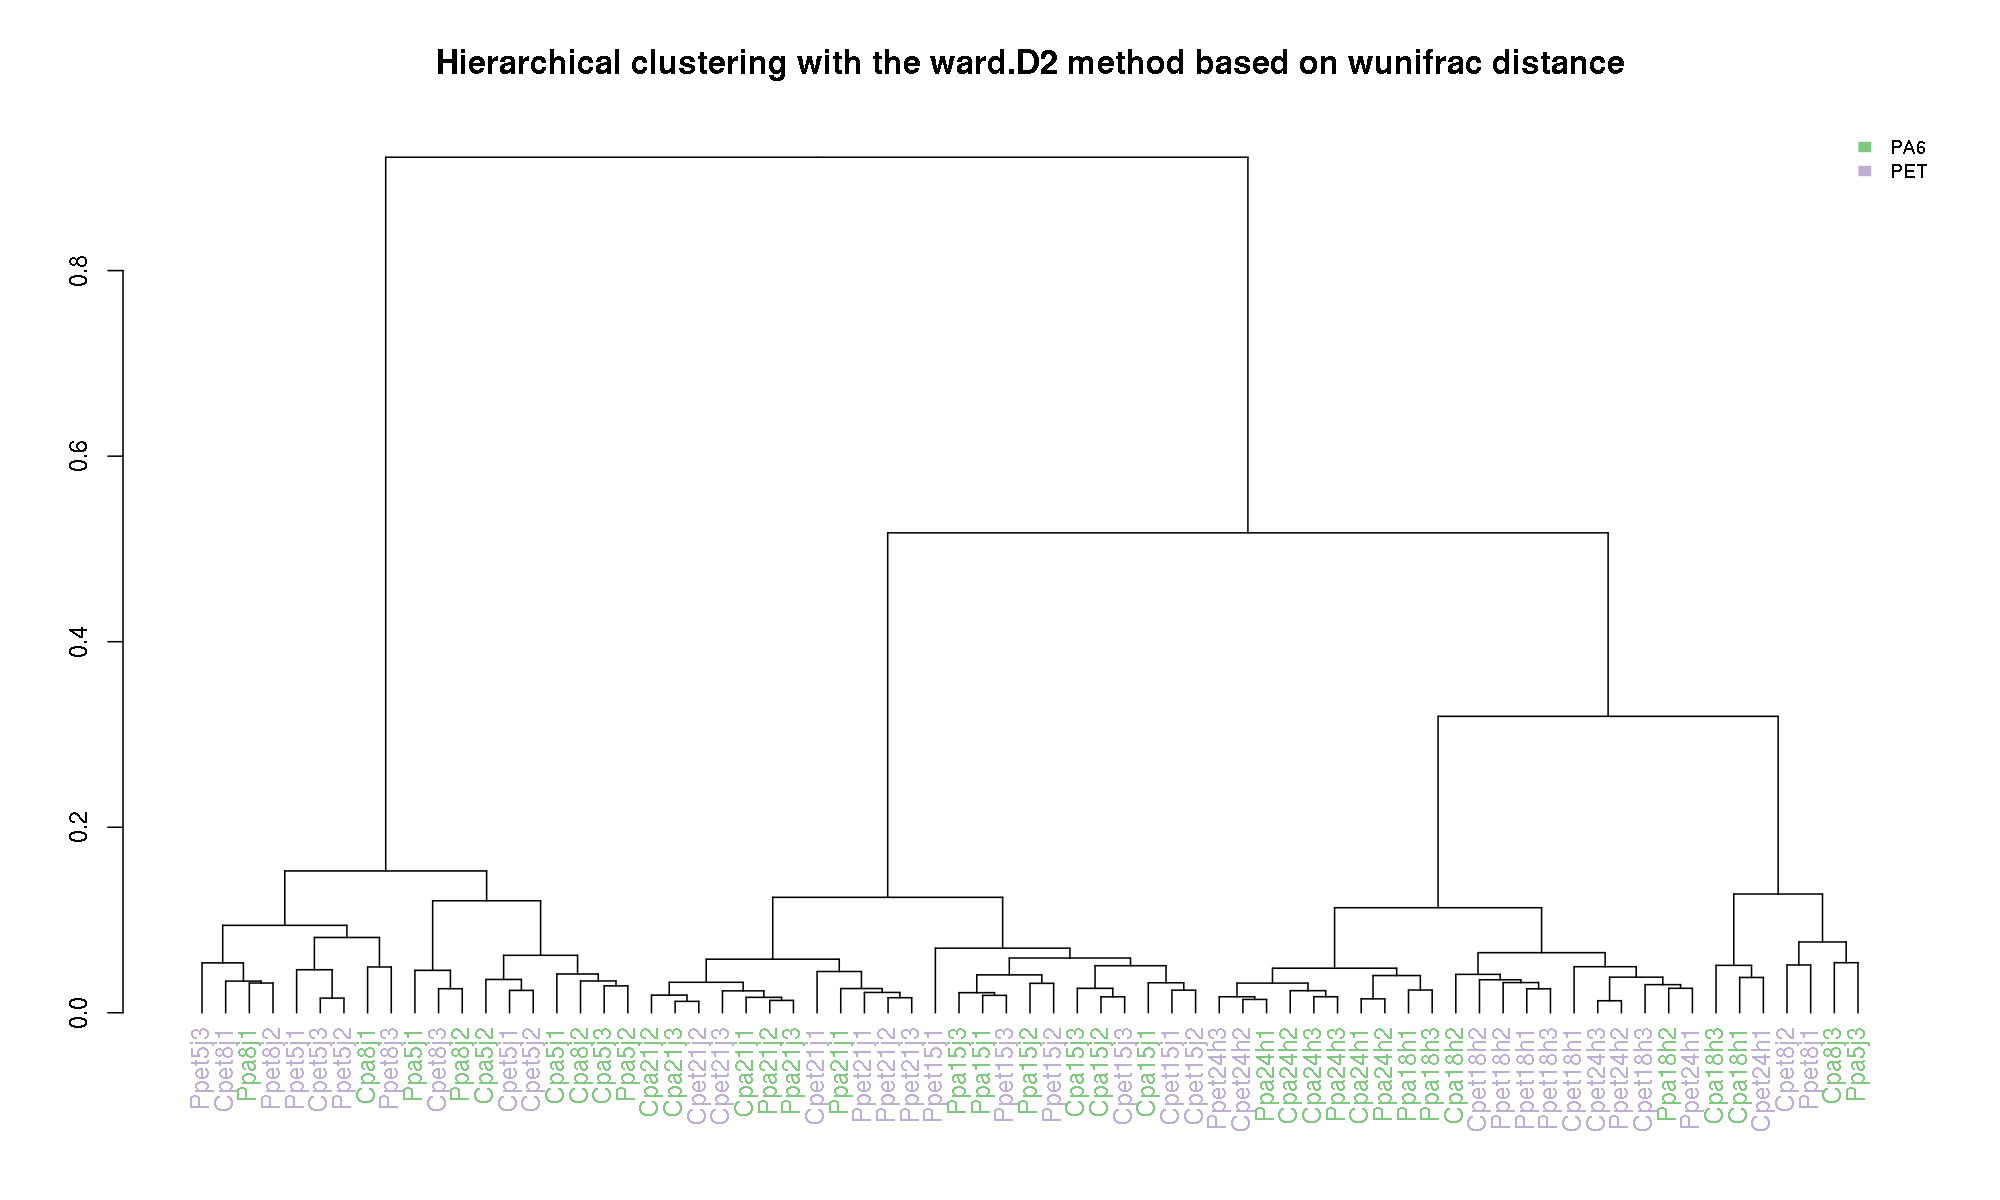 Hierarchical clustering with the ward.D2 method based on wunifrac distance
PA6
PET
0.8
0.6
0.4
0.2
0.0
Ppet5j3
Cpet8j1
Ppa8j1
Ppet8j2
Ppet5j1
Cpet5j3
Ppet5j2
Cpa8j1
Ppet8j3
Ppa5j1
Cpet8j3
Ppa8j2
Cpa5j2
Cpet5j1
Cpet5j2
Cpa5j1
Cpa8j2
Cpa5j3
Ppa5j2
Cpa21j2
Cpa21j3
Cpet21j2
Cpet21j3
Cpa21j1
Ppa21j2
Ppa21j3
Cpet21j1
Ppa21j1
Ppet21j1
Ppet21j2
Ppet21j3
Ppet15j1
Ppa15j3
Ppa15j1
Ppet15j3
Ppa15j2
Ppet15j2
Cpa15j3
Cpa15j2
Cpet15j3
Cpa15j1
Cpet15j1
Cpet15j2
Ppet24h3
Cpet24h2
Ppa24h1
Cpa24h2
Cpa24h3
Ppa24h3
Cpa24h1
Ppa24h2
Ppa18h1
Ppa18h3
Cpa18h2
Cpet18h2
Ppet18h2
Ppet18h1
Ppet18h3
Cpet18h1
Cpet24h3
Ppet24h2
Cpet18h3
Ppa18h2
Ppet24h1
Cpa18h3
Cpa18h1
Cpet24h1
Cpet8j2
Ppet8j1
Cpa8j3
Ppa5j3